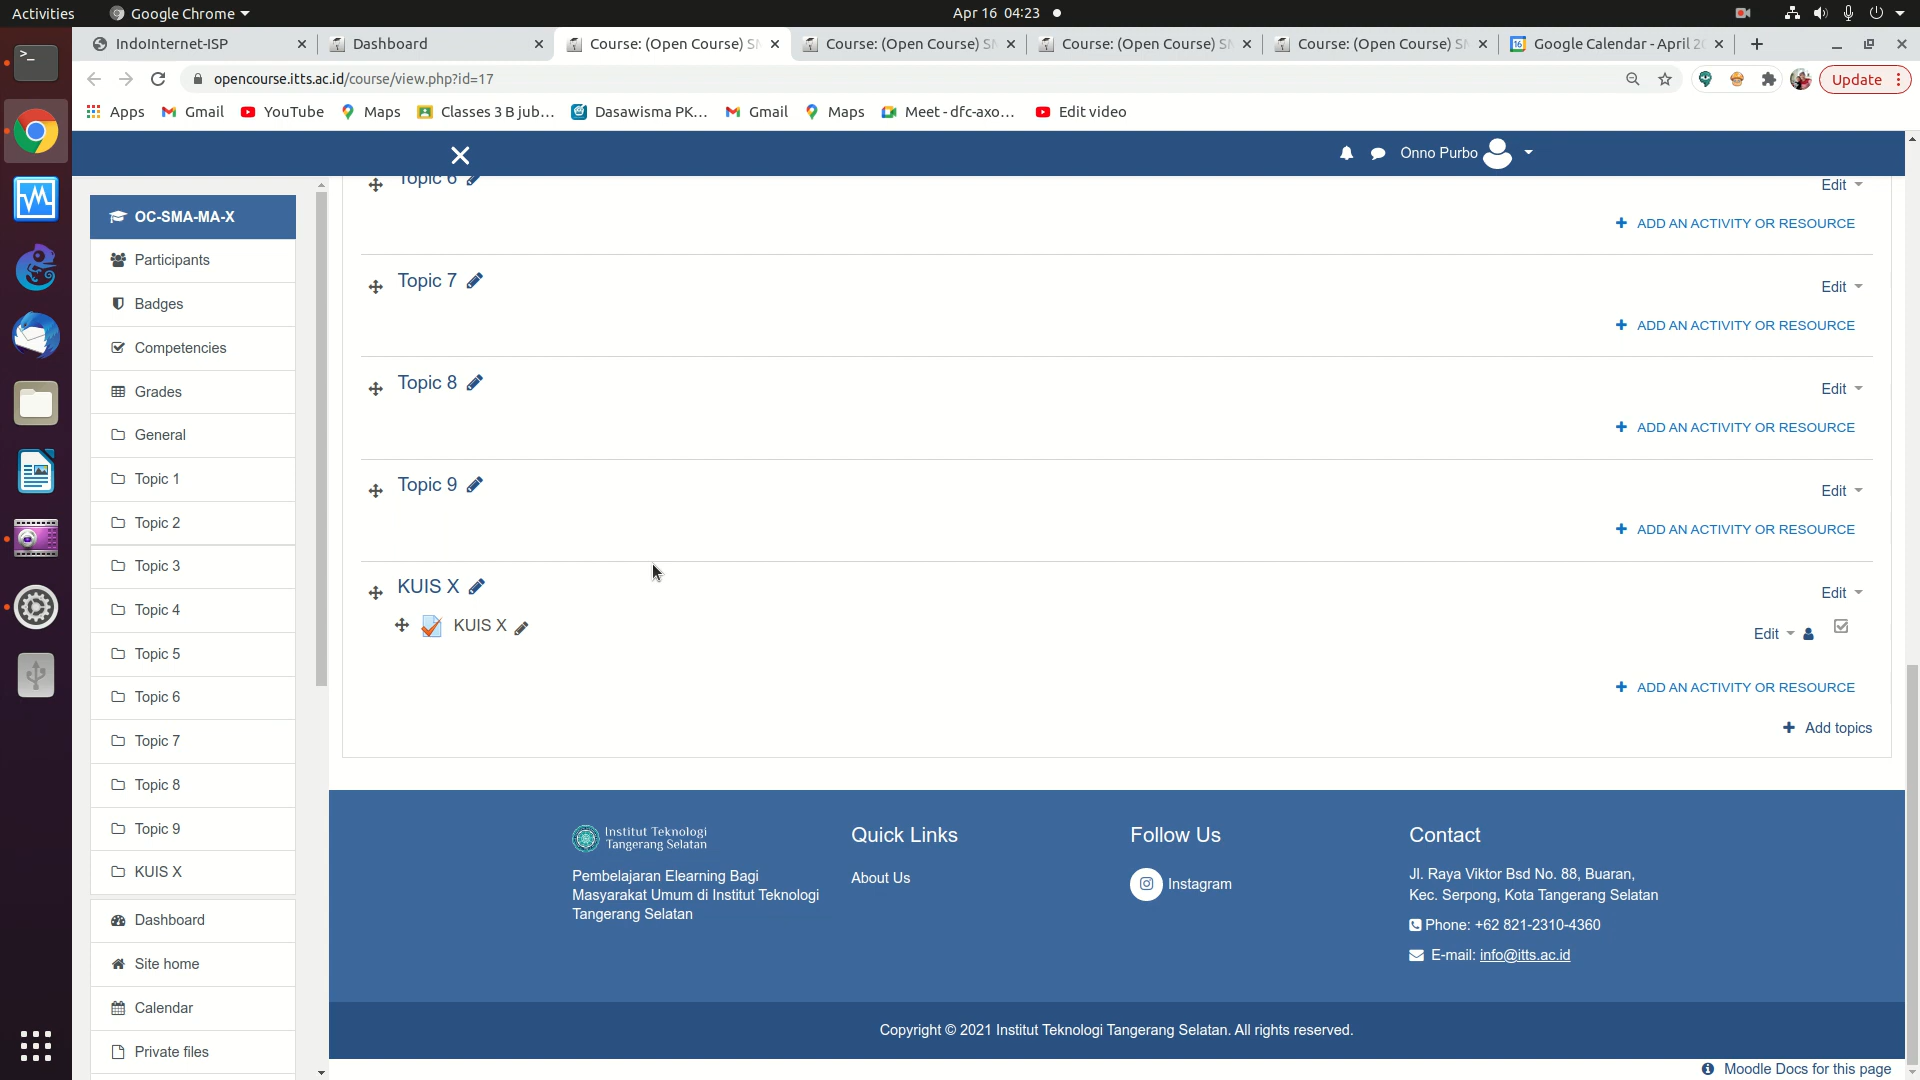 Activities
Google Chrome
Apr 16 04:23
IndoInternet-ISP
Dashboard
Course: (Open Course) SM
Course: (Open Course) SM
Course: (Open Course) SM
Course: (Open Course) SM
Google Calendar - April 20
opencourse.itts.ac.id/course/view.php?id=17
Update
Apps
Gmail
YouTube
Maps
Classes 3 B jub...
Dasawisma PK...
Gmail
Maps
Meet - dfc-axo...
Edit video
Onno Purbo
OC-SMA-MA-X
Participants
Badges
Competencies
Grades
General
Topic 1
Topic 2
Topic 3
Topic 4
Topic 5
Topic 6
Topic 7
Topic 8
Topic 9
KUIS X
Dashboard
Site home
Calendar
Private files
Topic 6
Edit
ADD AN ACTIVITY OR RESOURCE
Topic 7
Edit
ADD AN ACTIVITY OR RESOURCE
Topic 8
Edit
ADD AN ACTIVITY OR RESOURCE
Topic 9
Edit
ADD AN ACTIVITY OR RESOURCE
KUIS X
Edit
KUIS X
Edit
ADD AN ACTIVITY OR RESOURCE
Add topics
Institut Teknologi
Tangerang Selatan
Pembelajaran Elearning Bagi
Masyarakat Umum di Institut Teknologi
Tangerang Selatan
Quick Links
About Us
Follow Us
Instagram
Contact
Jl. Raya Viktor Bsd No. 88, Buaran,
Kec. Serpong, Kota Tangerang Selatan
Phone: +62 821-2310-4360
E-mail: info@itts.ac.id
Copyright © 2021 Institut Teknologi Tangerang Selatan. All rights reserved.
Moodle Docs for this page